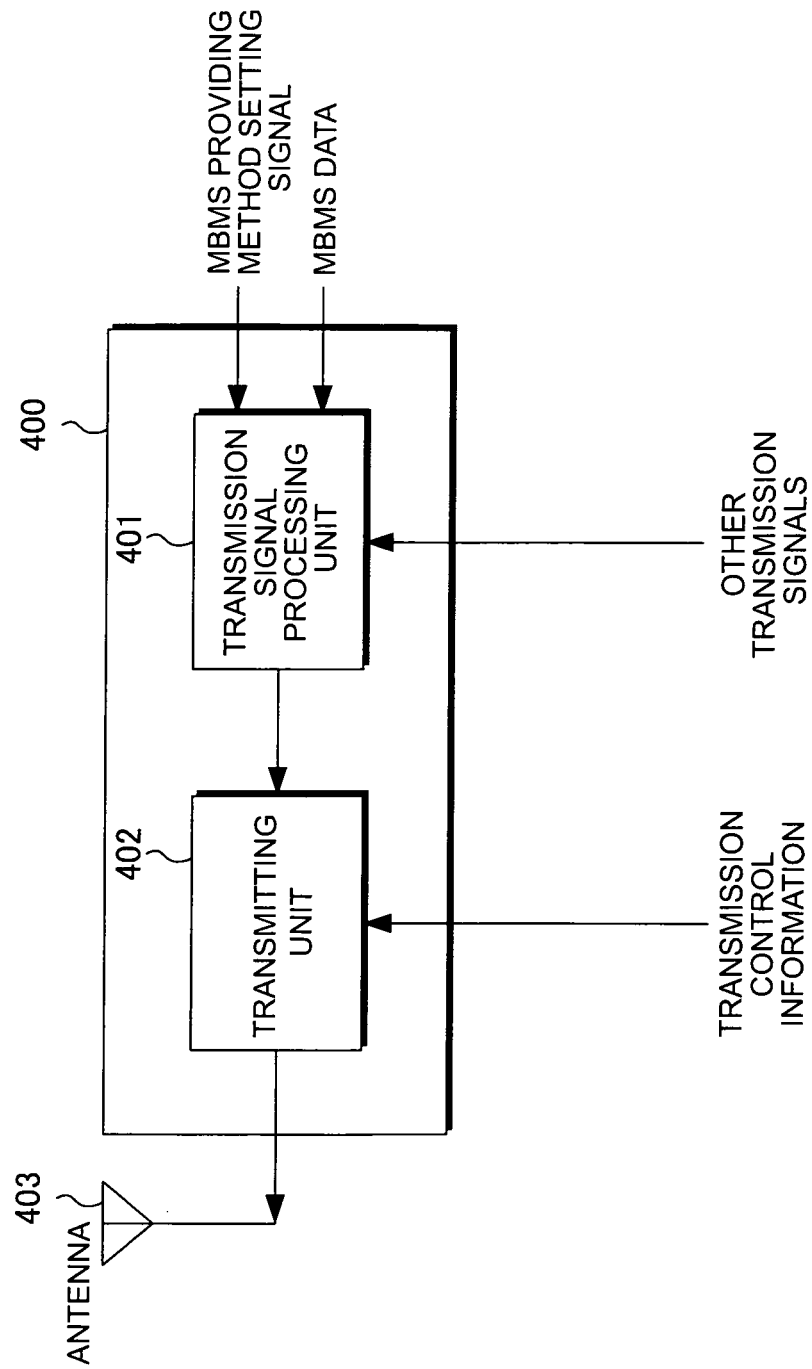 ANTENNA
403
400
402
TRANSMITTING
UNIT
401
TRANSMISSION
SIGNAL
PROCESSING
UNIT
MBMS PROVIDING
METHOD SETTING
SIGNAL
MBMS DATA
TRANSMISSION
CONTROL
INFORMATION
OTHER
TRANSMISSION
SIGNALS